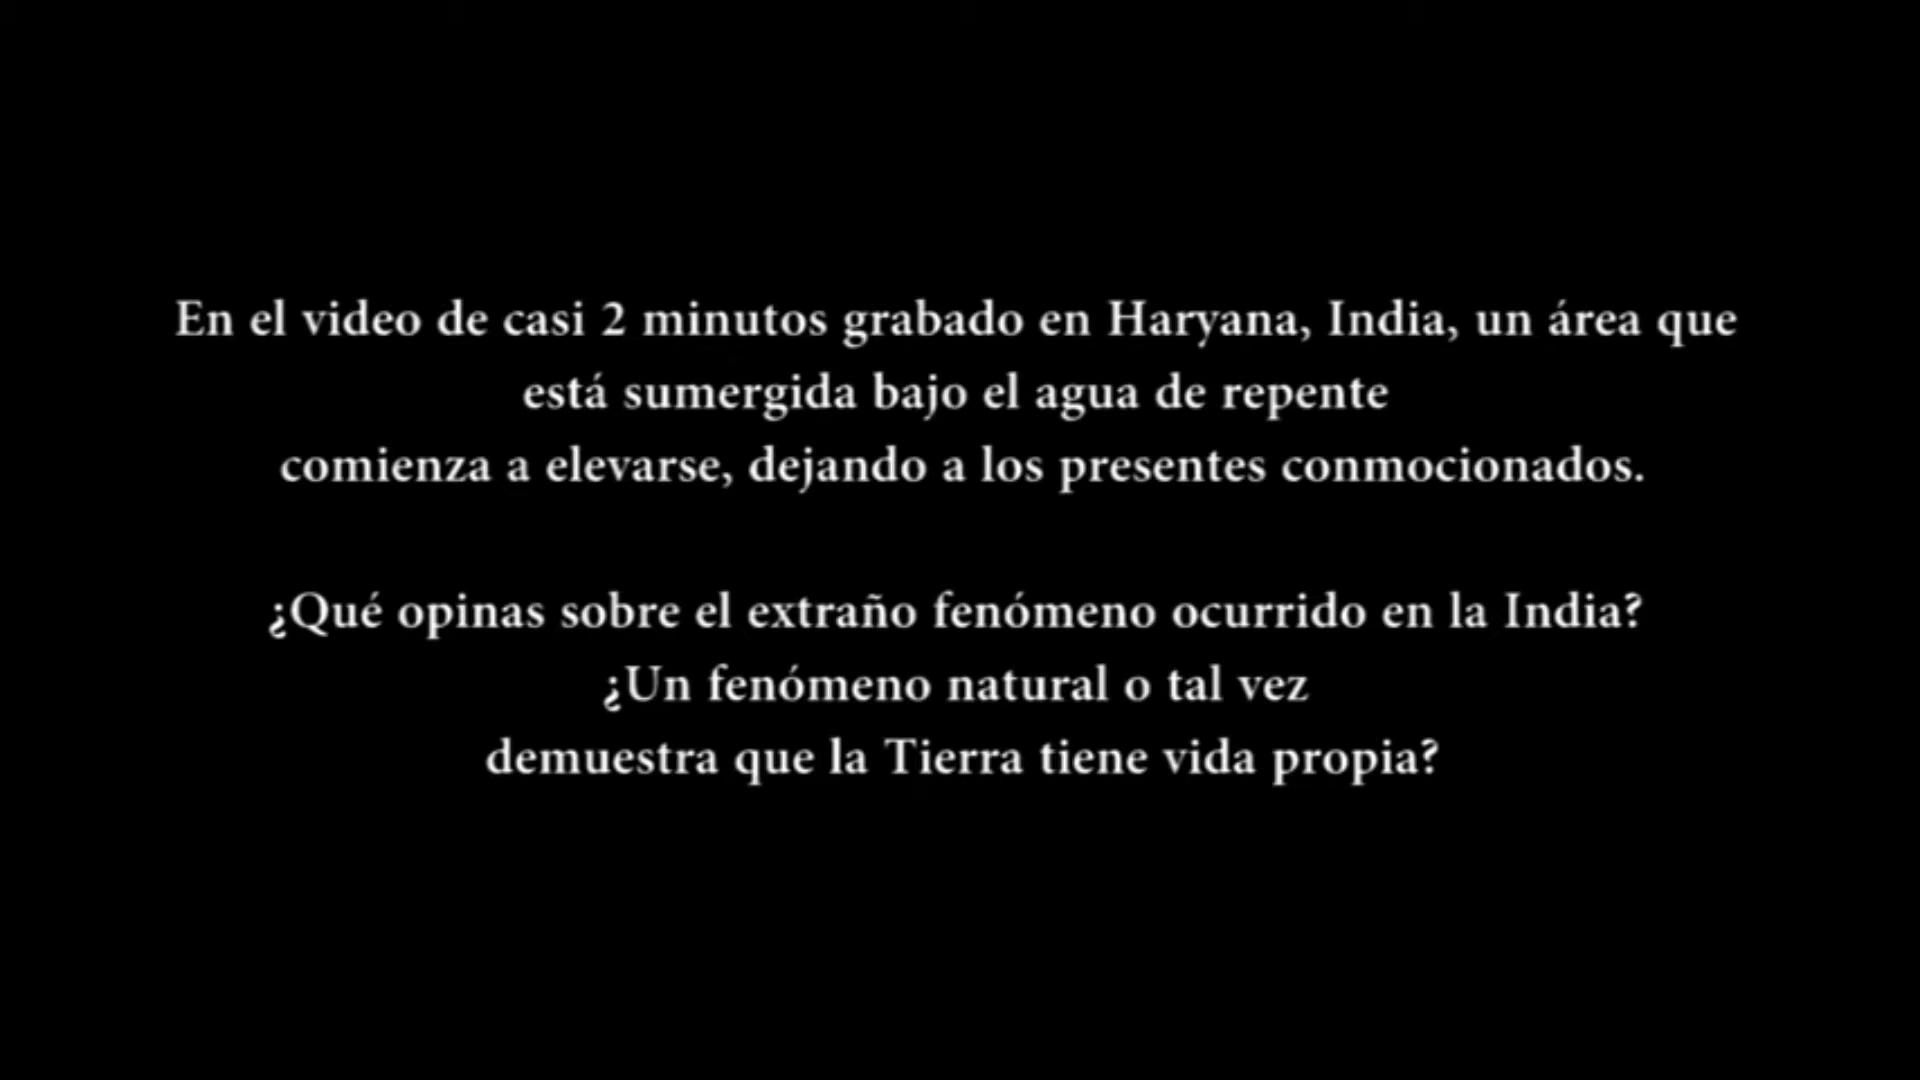 En el video de casi 2 minutos grabado en Haryana, India, un área que
está sumergida bajo el agua de repente
comienza a elevarse, dejando a los presentes conmocionados.
¿Qué opinas sobre el extraño fenómeno ocurrido en la India?
¿Un fenómeno natural o tal vez
demuestra que la Tierra tiene vida propia?